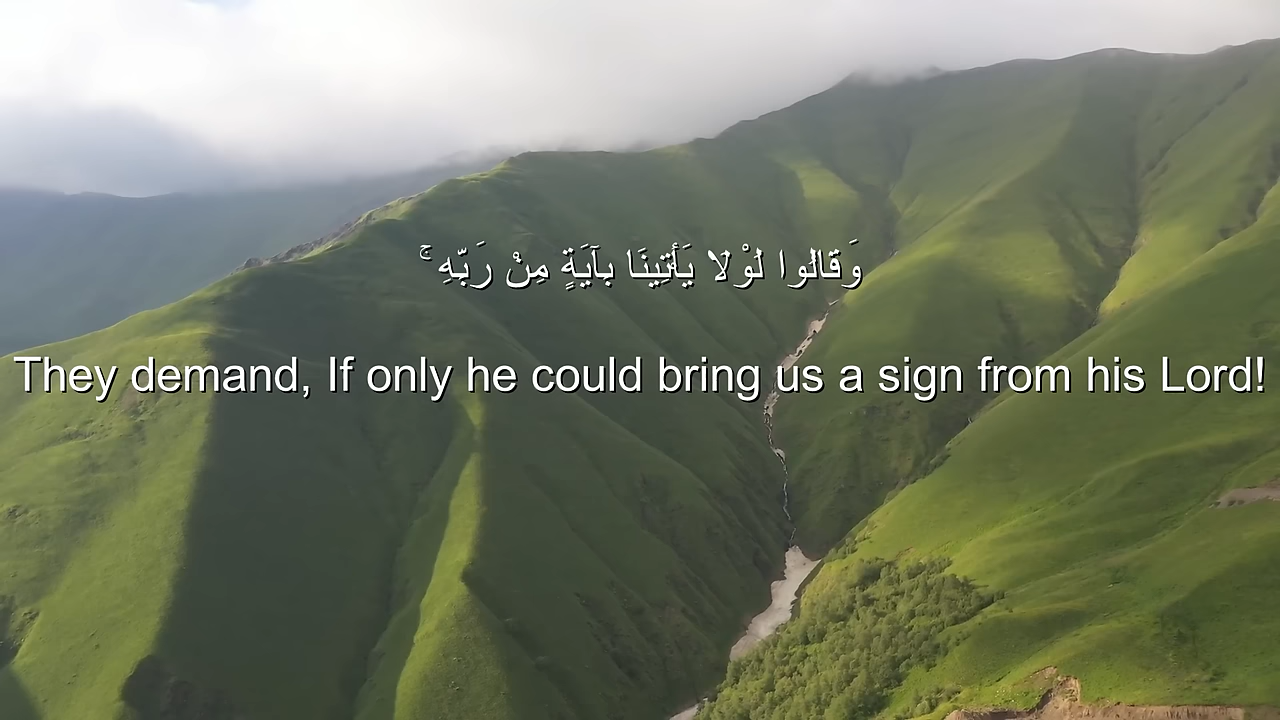 وَقَالُوا لَوْلَا يَأْتِينَا بِآيَةٍ مِنْ رَبِّهِ ۚ
They demand, If only he could bring us a sign from his Lord!